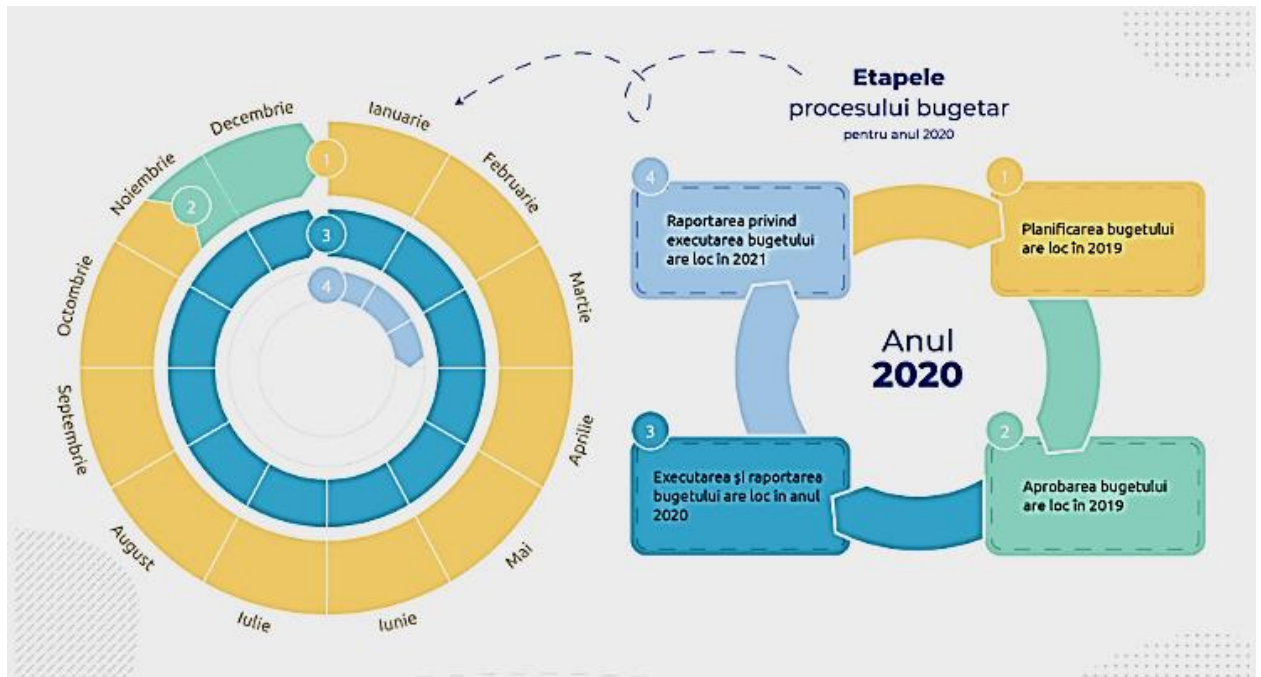 Etapele
procesului bugetar
pentru anul 2020
Ianuarie
Februarie
Martie
Aprilie
Mai
Iunie
Iulie
August
Septembrie
Octombrie
Noiembrie
Decembrie
1
2
3
4
4
Raportarea privind
executarea bugetului
are loc în 2021
1
Planificarea bugetului
are loc în 2019
Anul
2020
3
Executarea și raportarea
bugetului are loc în anul
2020
2
Aprobarea bugetului
are loc în 2019